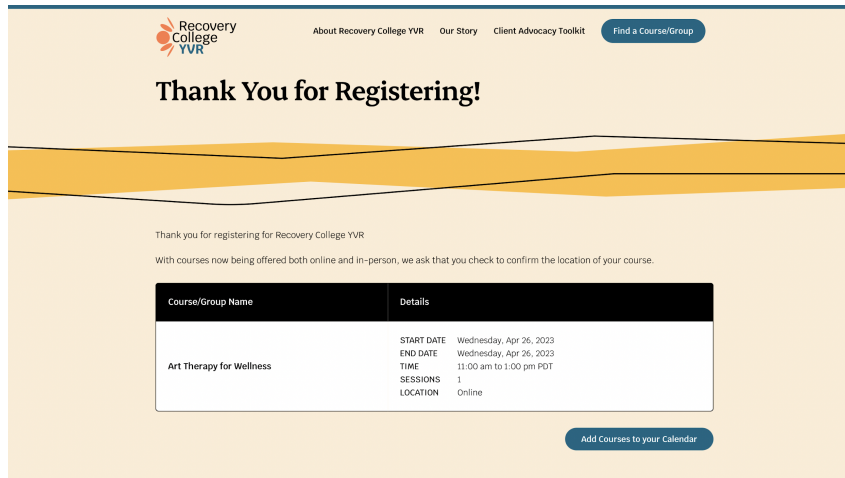 Recovery
College
YVR
About Recovery College YVR
Our Story
Client Advocacy Toolkit
Find a Course/Group
Thank You for Registering!
Thank you for registering for Recovery College YVR
With courses now being offered both online and in-person, we ask that you check to confirm the location of your course.
Course/Group Name
Details
Art Therapy for Wellness
START DATE Wednesday, Apr 26, 2023
END DATE Wednesday, Apr 26, 2023
TIME 11:00 am to 1:00 pm PDT
SESSIONS 1
LOCATION Online
Add Courses to your Calendar